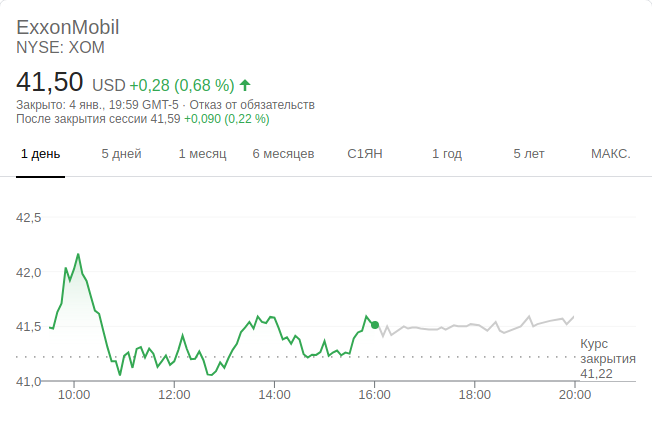 ExxonMobil
NYSE: XOM
41,50 USD +0,28 (0,68 %)
Закрыто: 4 янв., 19:59 GMT-5 · Отказ от обязательств
После закрытия сессии 41,59 +0,090 (0,22 %)
1 день 5 дней 1 месяц 6 месяцев С1ЯН 1 год 5 лет МАКС.
42,5
42,0
41,5
Курс
закрытия
41,22
41,0
10:00 12:00 14:00 16:00 18:00 20:00